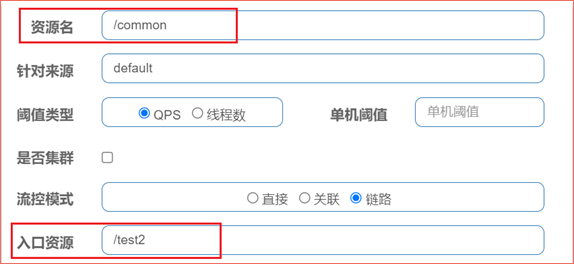 资源名 /common
针对来源 default
阈值类型 QPS 线程数 单机阈值 单机阈值
是否集群
流控模式 直接 关联 链路
入口资源 /test2